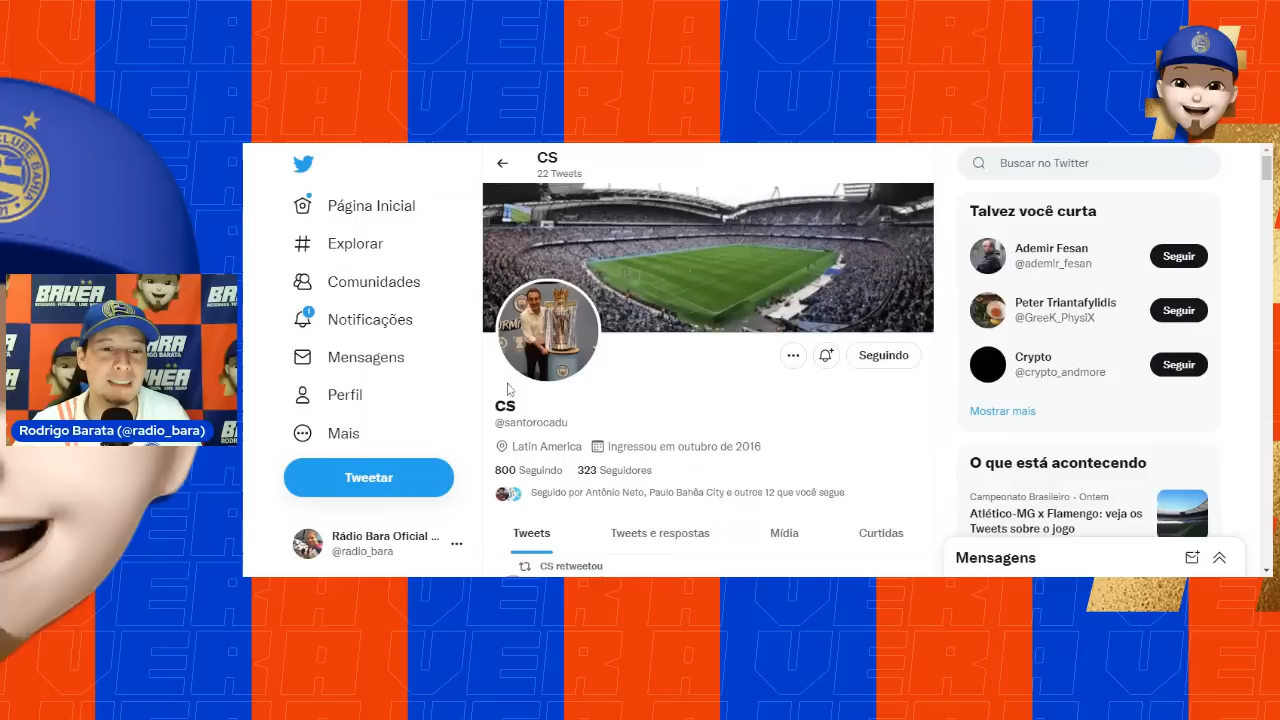 CS
22 Tweets
Buscar no Twitter
Página Inicial
Explorar
Comunidades
1
Notificações
Mensagens
Perfil
Mais
Tweetar
Rádio Bara Oficial ...
@radio_bara
Seguindo
CS
@santorocadu
Latin America
Ingressou em outubro de 2016
800 Seguindo 323 Seguidores
Seguido por Antônio Neto, Paulo Bahêa City e outros 12 que você segue
Tweets
Tweets e respostas
Mídia
Curtidas
CS retweetou
Talvez você curta
Ademir Fesan
@ademir_fesan
Seguir
Peter Triantafylidis
@GreeK_PhysiX
Seguir
Crypto
@crypto_andmore
Seguir
Mostrar mais
O que está acontecendo
Campeonato Brasileiro · Ontem
Atlético-MG x Flamengo: veja os
Tweets sobre o jogo
Mensagens
BAHÊA
BAHÊA
Rodrigo Barata (@radio_bara)